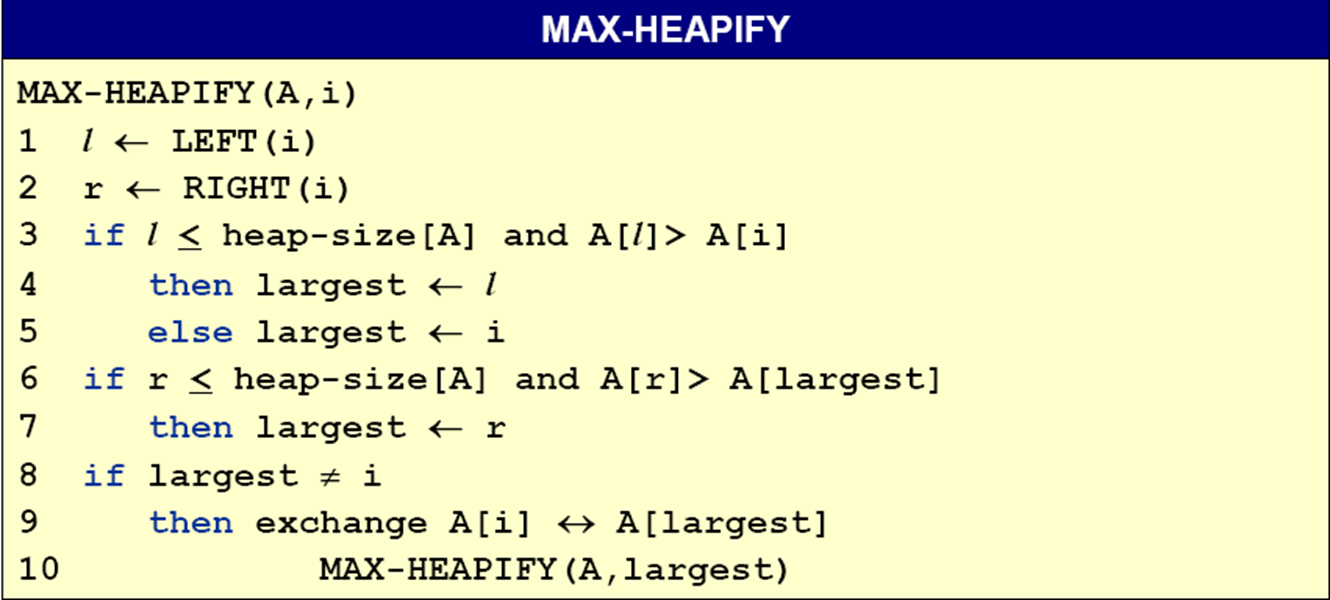 MAX-HEAPIFY
MAX-HEAPIFY(A,i)
1 l ← LEFT(i)
2 r ← RIGHT(i)
3 if l ≤ heap-size[A] and A[l]> A[i]
4 then largest ← l
5 else largest ← i
6 if r ≤ heap-size[A] and A[r]> A[largest]
7 then largest ← r
8 if largest ≠ i
9 then exchange A[i] ↔ A[largest]
10 MAX-HEAPIFY(A,largest)